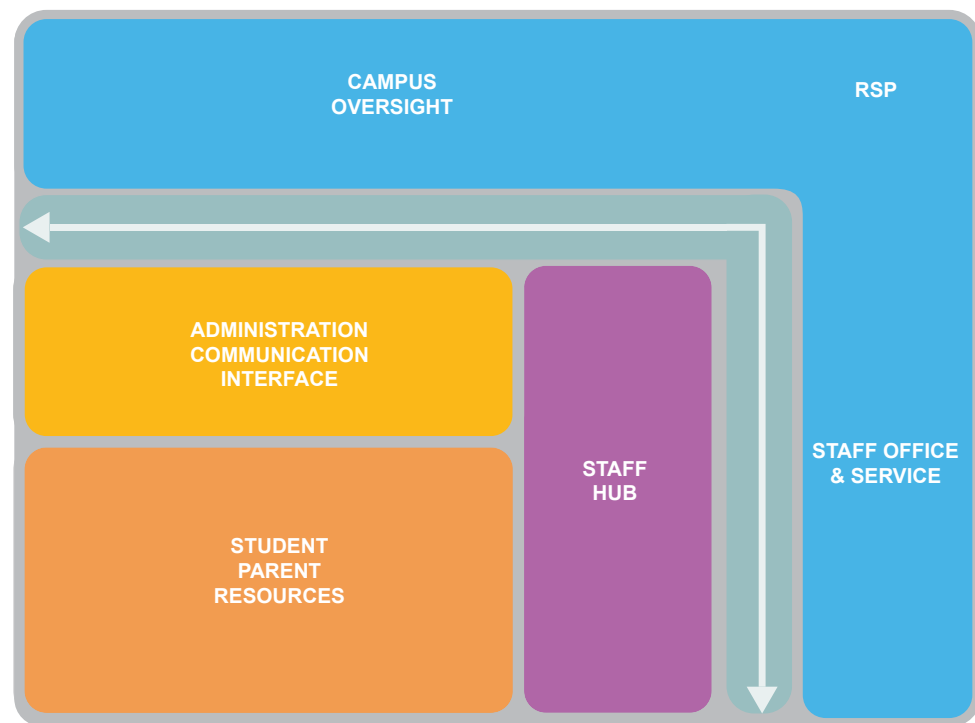 CAMPUS
OVERSIGHT
RSP
ADMINISTRATION
COMMUNICATION
INTERFACE
STAFF OFFICE
& SERVICE
STAFF
HUB
STUDENT
PARENT
RESOURCES